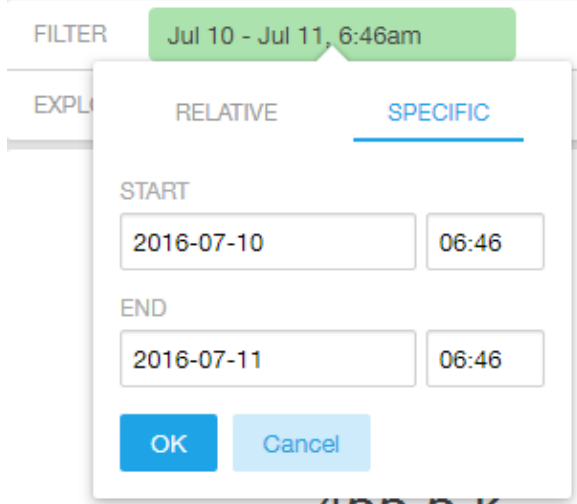 FILTER Jul 10 - Jul 11, 6:46am
EXPL
RELATIVE SPECIFIC
START
2016-07-10 06:46
END
2016-07-11 06:46
OK Cancel